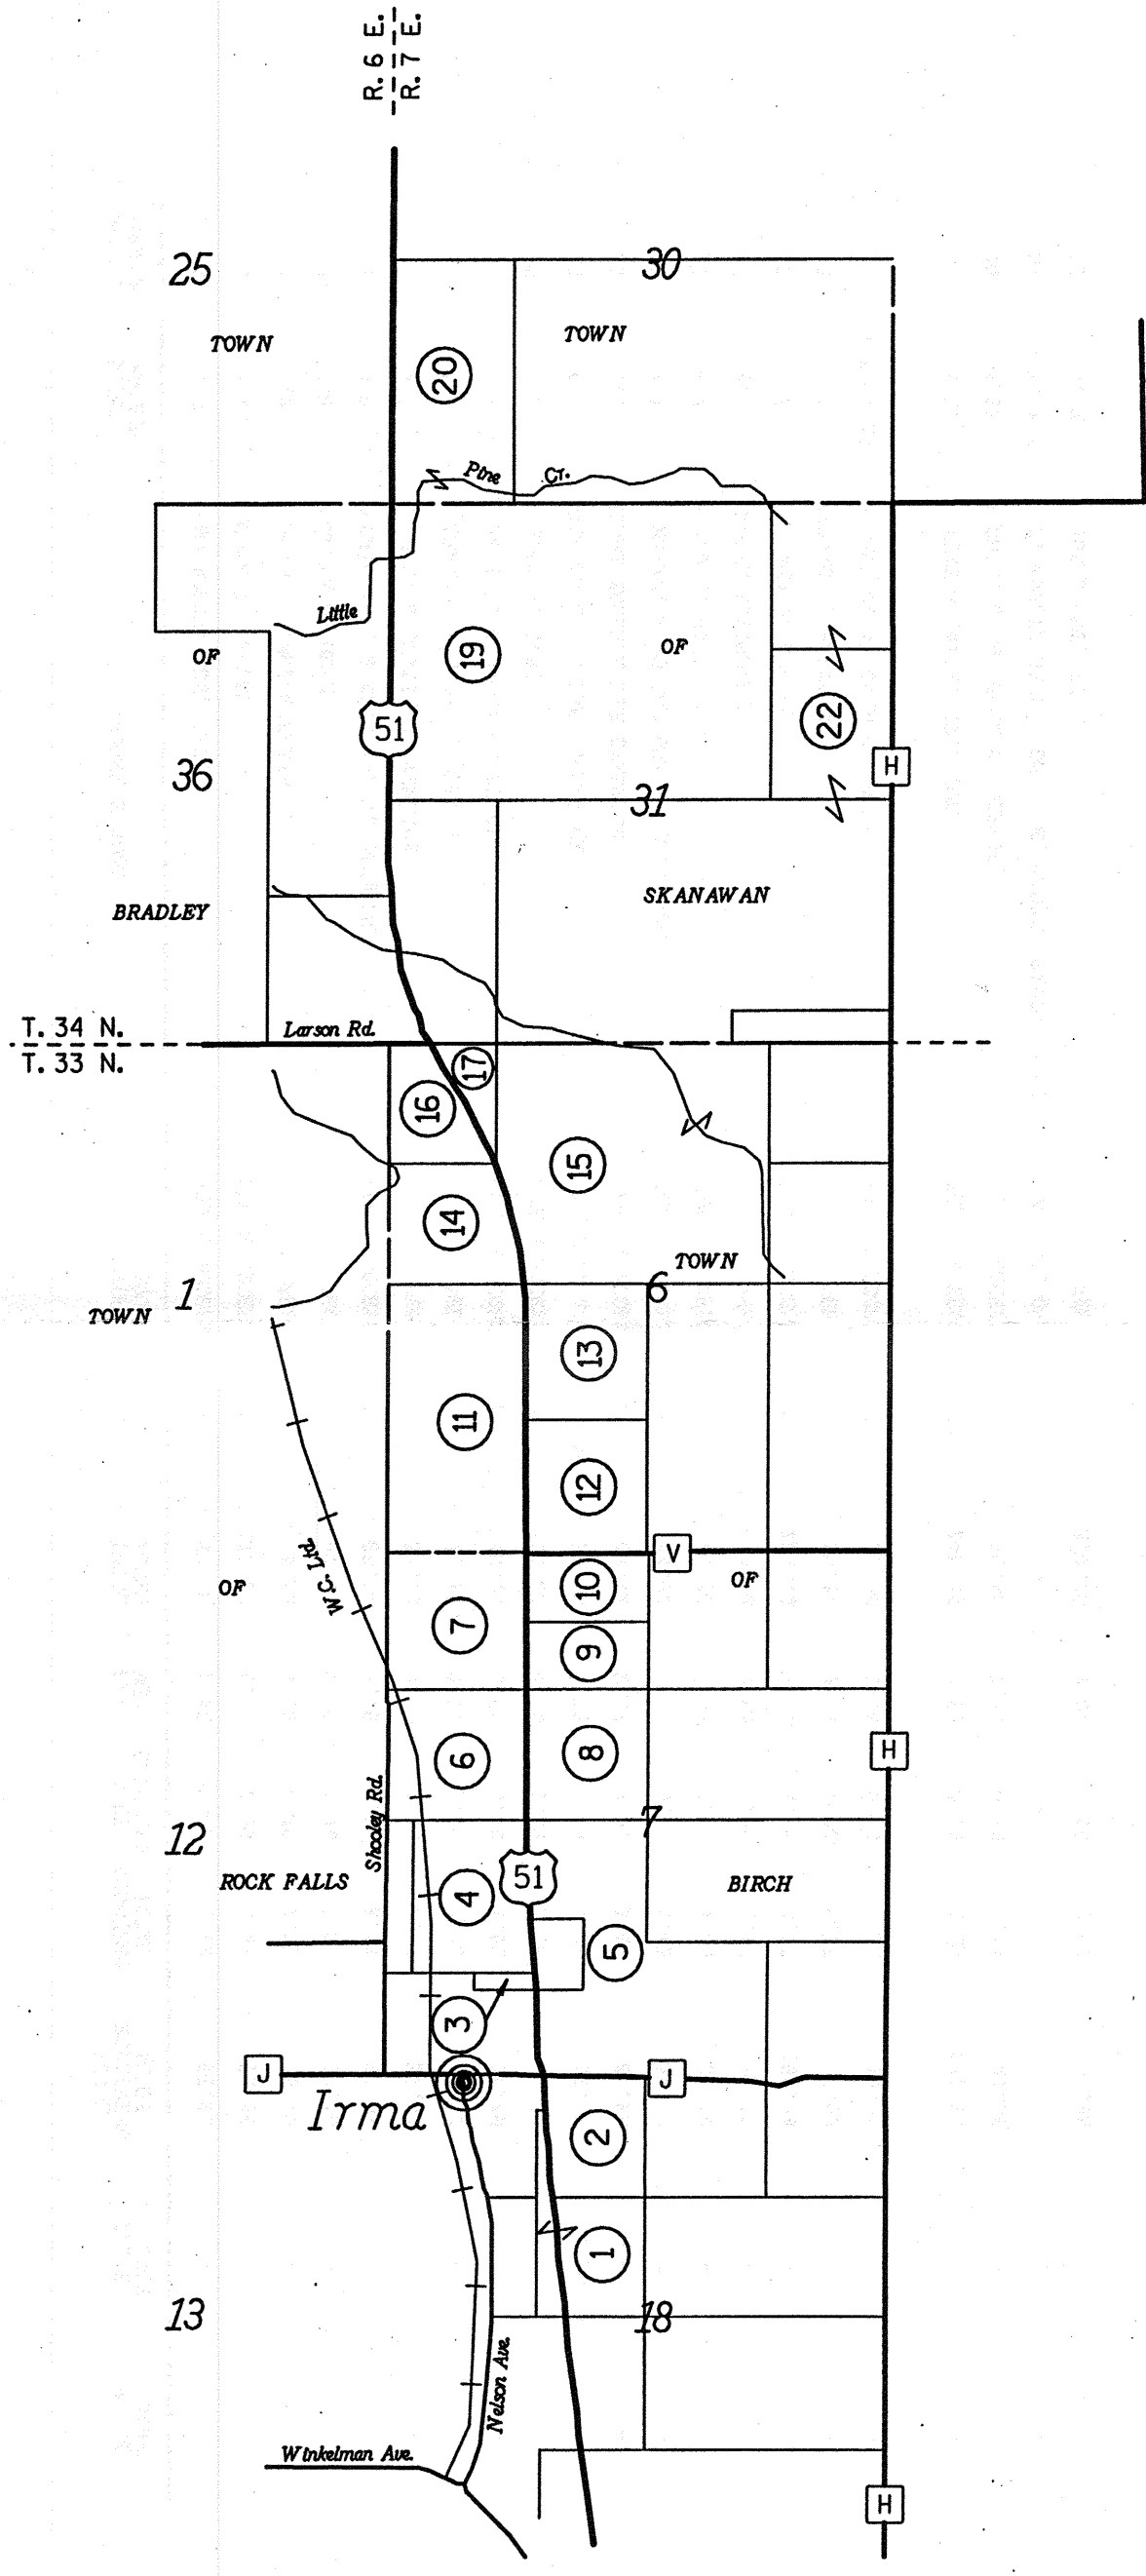 R. 6 E.
R. 7 E.
25
30
TOWN
TOWN
20
Pine
Cr.
Little
OF
19
OF
51
22
H
36
31
BRADLEY
SKANAWAN
T. 34 N.
Larson Rd.
T. 33 N.
17
16
15
14
TOWN
1
6
TOWN
13
11
12
V
W.C. Ltd.
OF
10
OF
7
9
6
8
H
Shooley Rd.
12
7
ROCK FALLS
51
BIRCH
4
5
3
J
J
Irma
2
1
13
18
Nelson Ave.
Winkelman Ave.
H